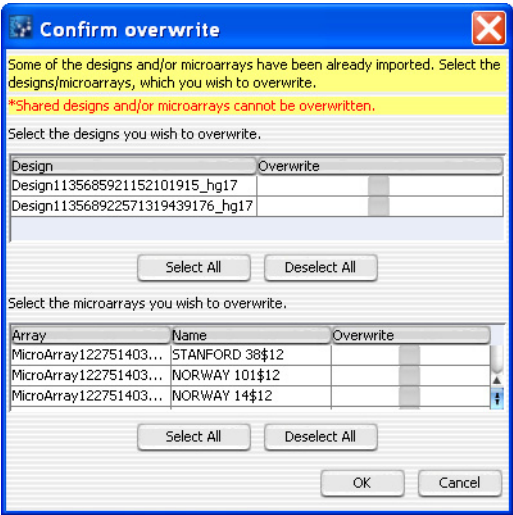 Confirm overwrite
Some of the designs and/or microarrays have been already imported. Select the
designs/microarrays, which you wish to overwrite.
*Shared designs and/or microarrays cannot be overwritten.
Select the designs you wish to overwrite.
Design Overwrite
Design1135685921152101915_hg17
Design113568922571319439176_hg17
Select All Deselect All
Select the microarrays you wish to overwrite.
Array Name Overwrite
MicroArray122751403... STANFORD 38$12
MicroArray122751403... NORWAY 101$12
MicroArray122751403... NORWAY 14$12
Select All Deselect All
OK Cancel